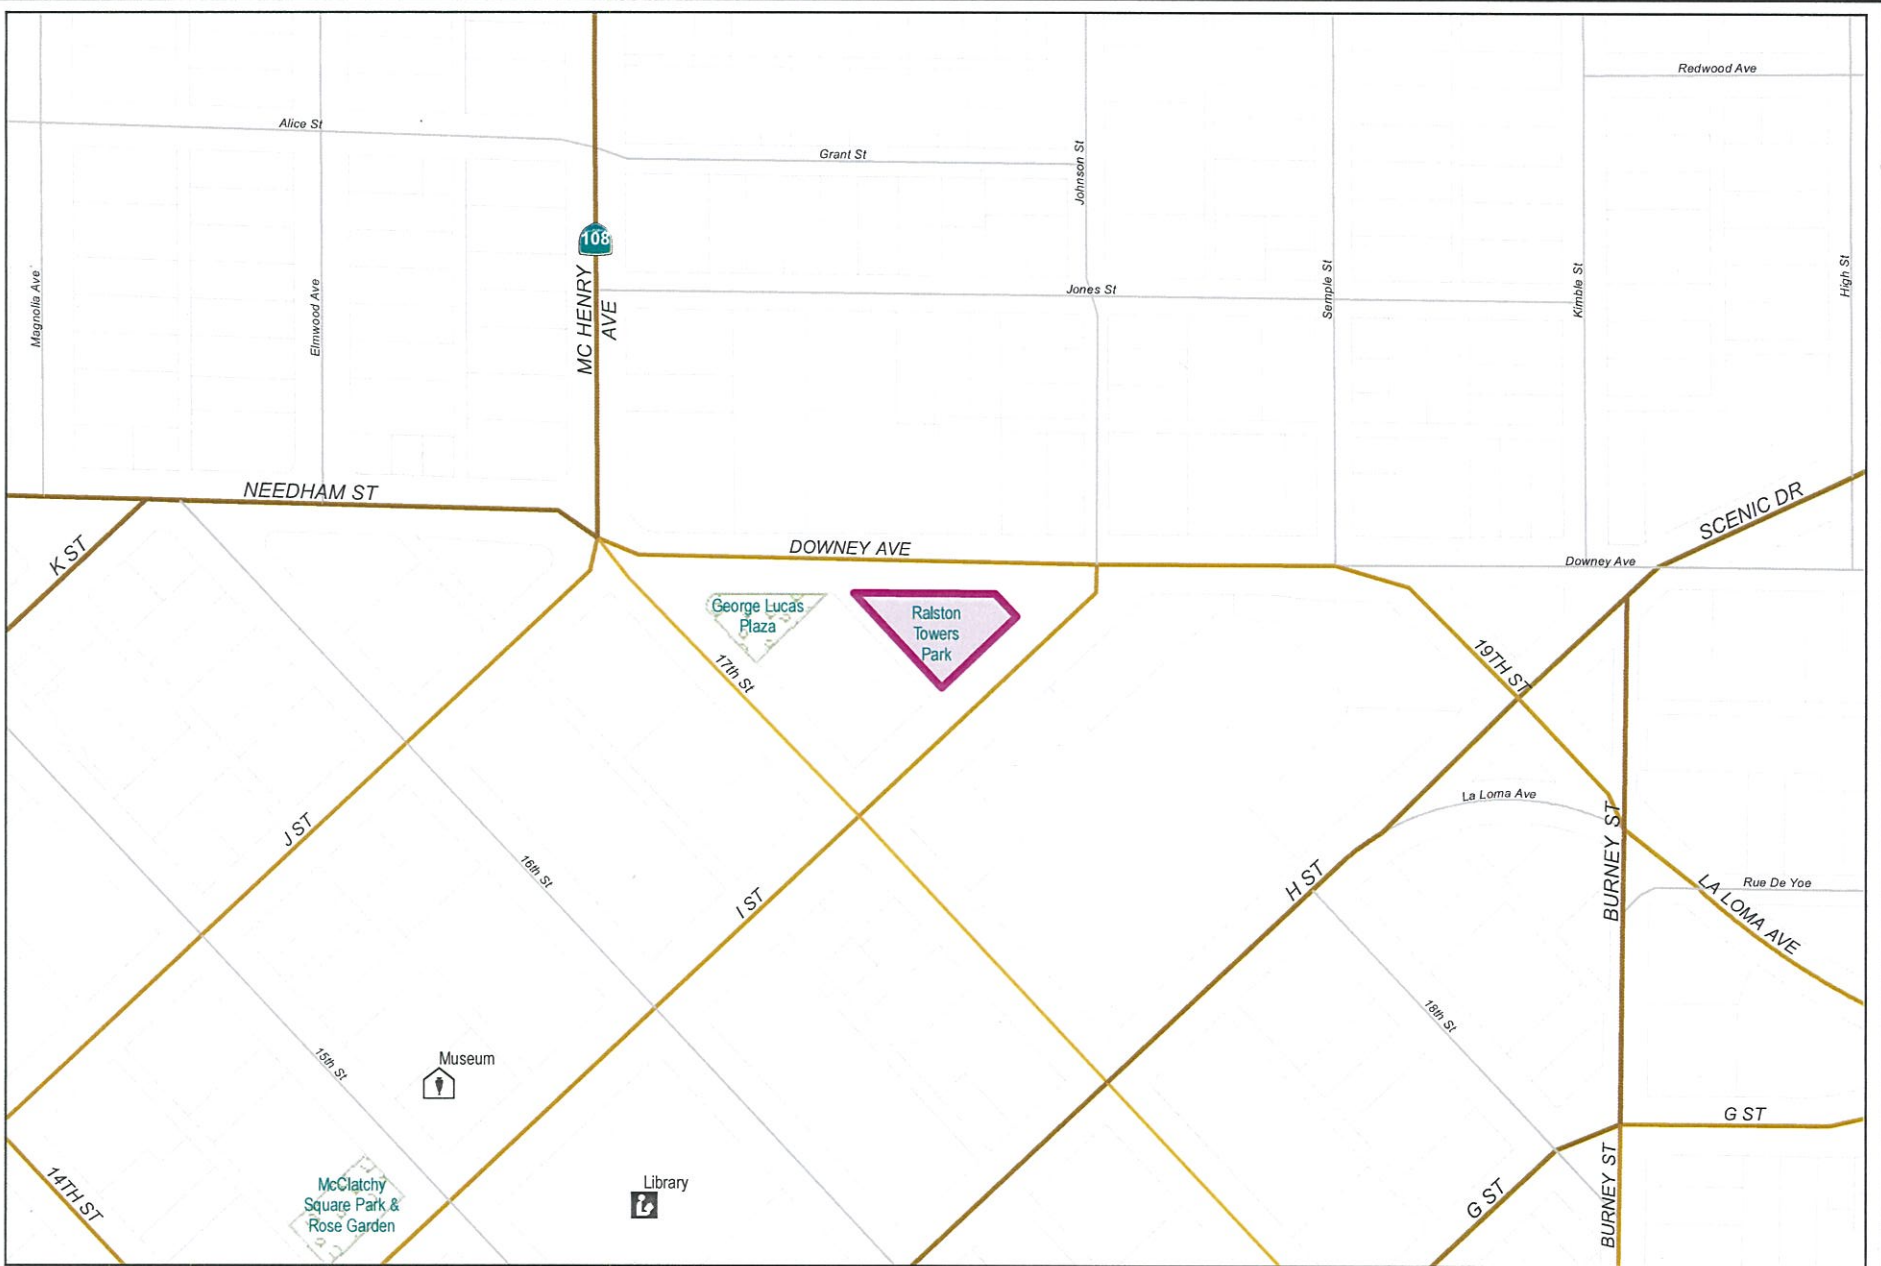 Redwood Ave
Alice St
Grant St
Johnson St
108
Magnolia Ave
Elmwood Ave
MC HENRY
AVE
Jones St
Semple St
Kimble St
High St
NEEDHAM ST
SCENIC DR
K ST
DOWNEY AVE
Downey Ave
George Lucas
Plaza
Ralston
Towers
Park
17th St
19TH ST
La Loma Ave
J ST
16th St
I ST
H ST
BURNEY ST
Rue De Yoe
LA LOMA AVE
18th St
15th St
Museum
G ST
14TH ST
McClatchy
Square Park &
Rose Garden
Library
G ST
BURNEY ST